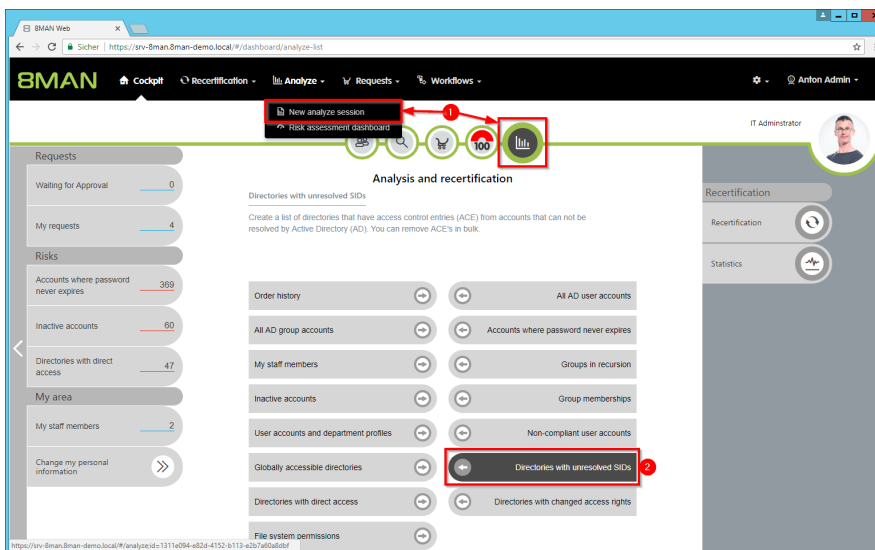 8MAN Web
Sicher | https://srv-8man.8man-demo.local/#/dashboard/analyze-list
8MAN
Cockpit
Recertification
Analyze
Requests
Workflows
Anton Admin
New analyze session
1
Risk assessment dashboard
IT Adminstrator
100
Analysis and recertification
Requests
Waiting for Approval 0
My requests 4
Risks
Accounts where password
never expires 369
Inactive accounts 60
Directories with direct
access 47
My area
My staff members 2
Change my personal
information
Directories with unresolved SIDs
Create a list of directories that have access control entries (ACE) from accounts that can not be
resolved by Active Directory (AD). You can remove ACE's in bulk.
Order history
All AD user accounts
All AD group accounts
Accounts where password never expires
My staff members
Groups in recursion
Inactive accounts
Group memberships
User accounts and department profiles
Non-compliant user accounts
Globally accessible directories
Directories with unresolved SIDs
2
Directories with direct access
Directories with changed access rights
File system permissions
Recertification
Recertification
Statistics
https://srv-8man.8man-demo.local/#/analyze;id=1311e094-e82d-4152-b113-e2b7a60a8dbf